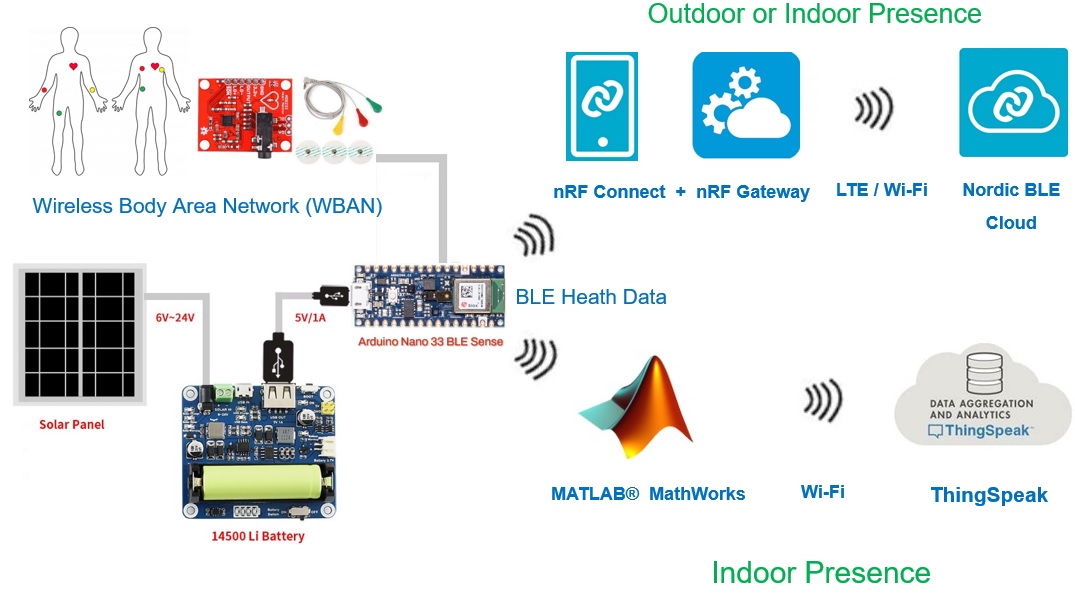 Outdoor or Indoor Presence
Wireless Body Area Network (WBAN)
nRF Connect + nRF Gateway
LTE / Wi-Fi
Nordic BLE
Cloud
6V~24V
5V/1A
BLE Heath Data
Arduino Nano 33 BLE Sense
Solar Panel
14500 Li Battery
DATA AGGREGATION
AND ANALYTICS
ThingSpeak™
MATLAB® MathWorks
Wi-Fi
ThingSpeak
Indoor Presence